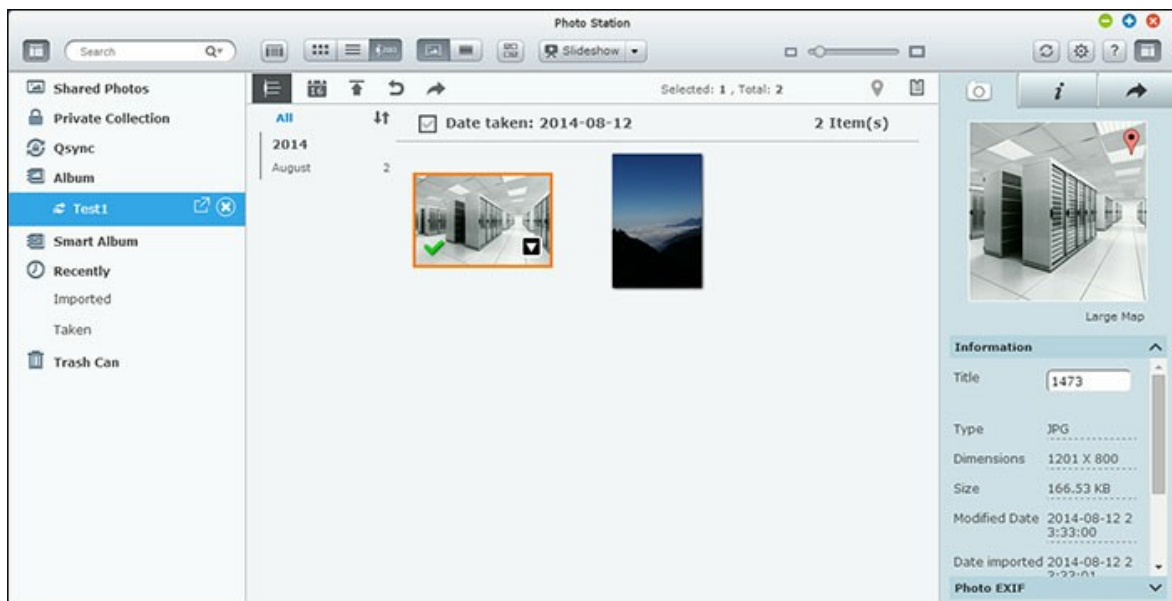 Photo Station
Search
Slideshow
Shared Photos
Private Collection
Qsync
Album
Test1
Smart Album
Recently
Imported
Taken
Trash Can
Selected: 1 , Total: 2
All
2014
August 2
Date taken: 2014-08-12 2 Item(s)
Large Map
Information
Title 1473
Type JPG
Dimensions 1201 X 800
Size 166.53 KB
Modified Date 2014-08-12 2
3:33:00
Date imported 2014-08-12 2
Photo EXIF